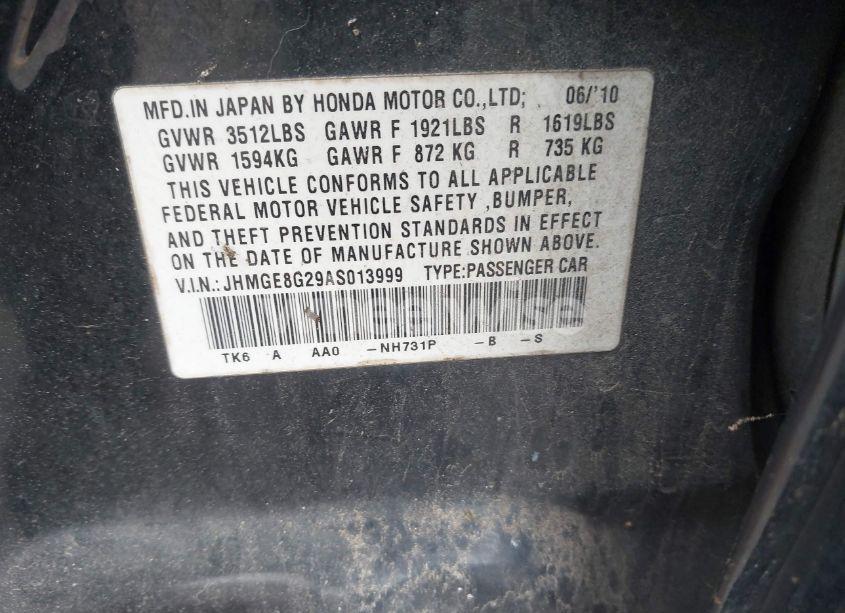 MFD.IN JAPAN BY HONDA MOTOR CO.,LTD; 06/'10
GVWR 3512LBS GAWR F 1921LBS R 1619LBS
GVWR 1594KG GAWR F 872 KG R 735 KG
THIS VEHICLE CONFORMS TO ALL APPLICABLE
FEDERAL MOTOR VEHICLE SAFETY ,BUMPER,
AND THEFT PREVENTION STANDARDS IN EFFECT
ON THE DATE OF MANUFACTURE SHOWN ABOVE.
V.I.N.:JHMGE8G29AS013999 TYPE:PASSENGER CAR
TK6 A AA0 -NH731P -B -S